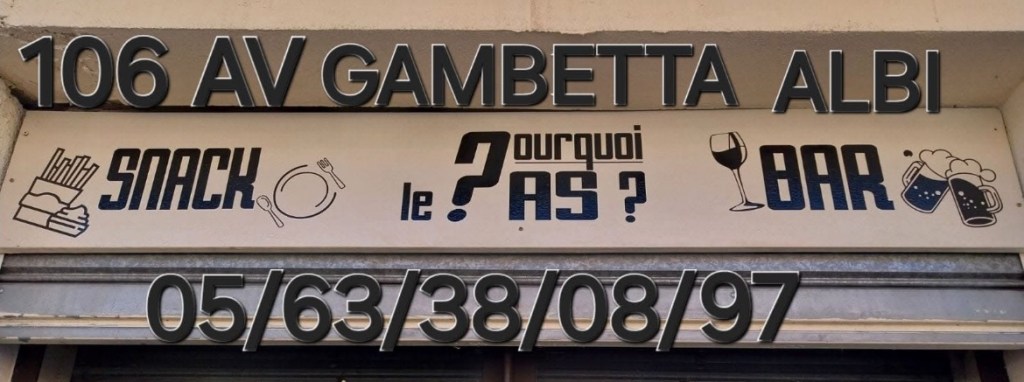 106 AV GAMBETTA ALBI
SNACK
le ?ourquoi ?as ?
BAR
05/63/38/08/97